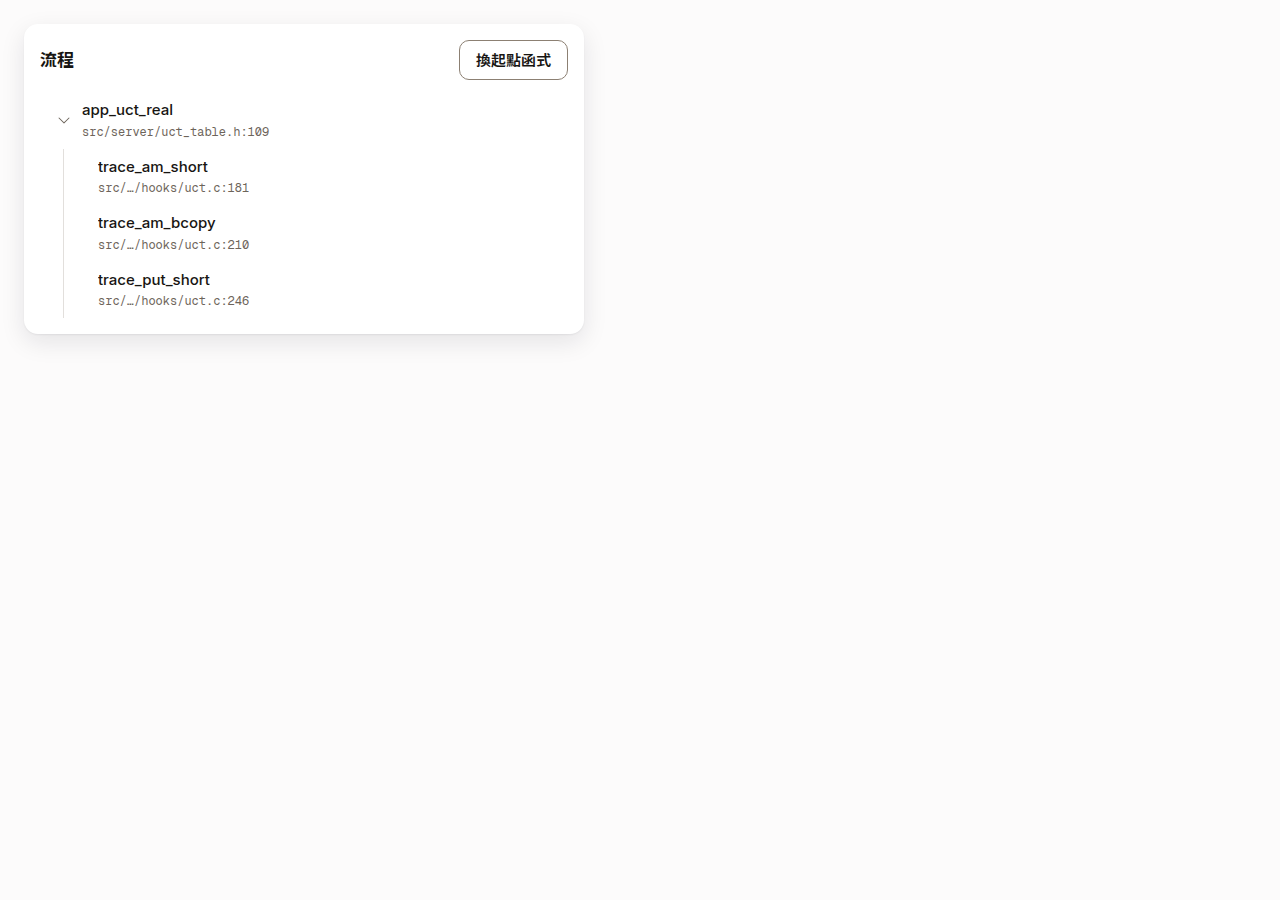 流程
換起點函式
app_uct_real
src/server/uct_table.h:109
trace_am_short
src/…/hooks/uct.c:181
trace_am_bcopy
src/…/hooks/uct.c:210
trace_put_short
src/…/hooks/uct.c:246